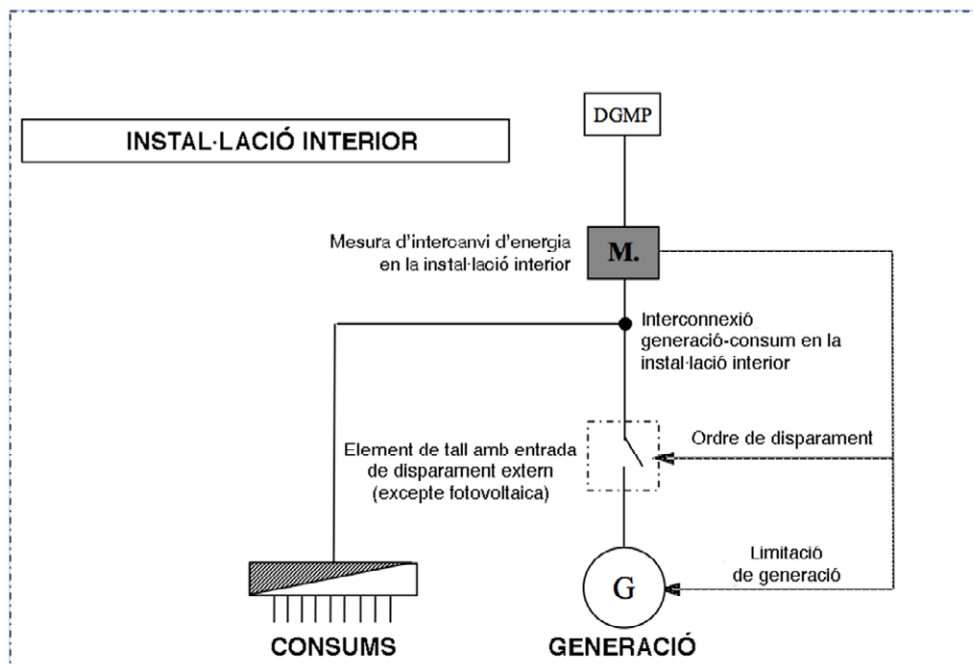 DGMP
INSTAL·LACIÓ INTERIOR
Mesura d'intercanvi d'energia
en la instal·lació interior
M.
Interconnexió
generació-consum en la
instal·lació interior
Element de tall amb entrada
de disparament extern
(excepte fotovoltaica)
Ordre de disparament
Limitació
de generació
G
CONSUMS
GENERACIÓ